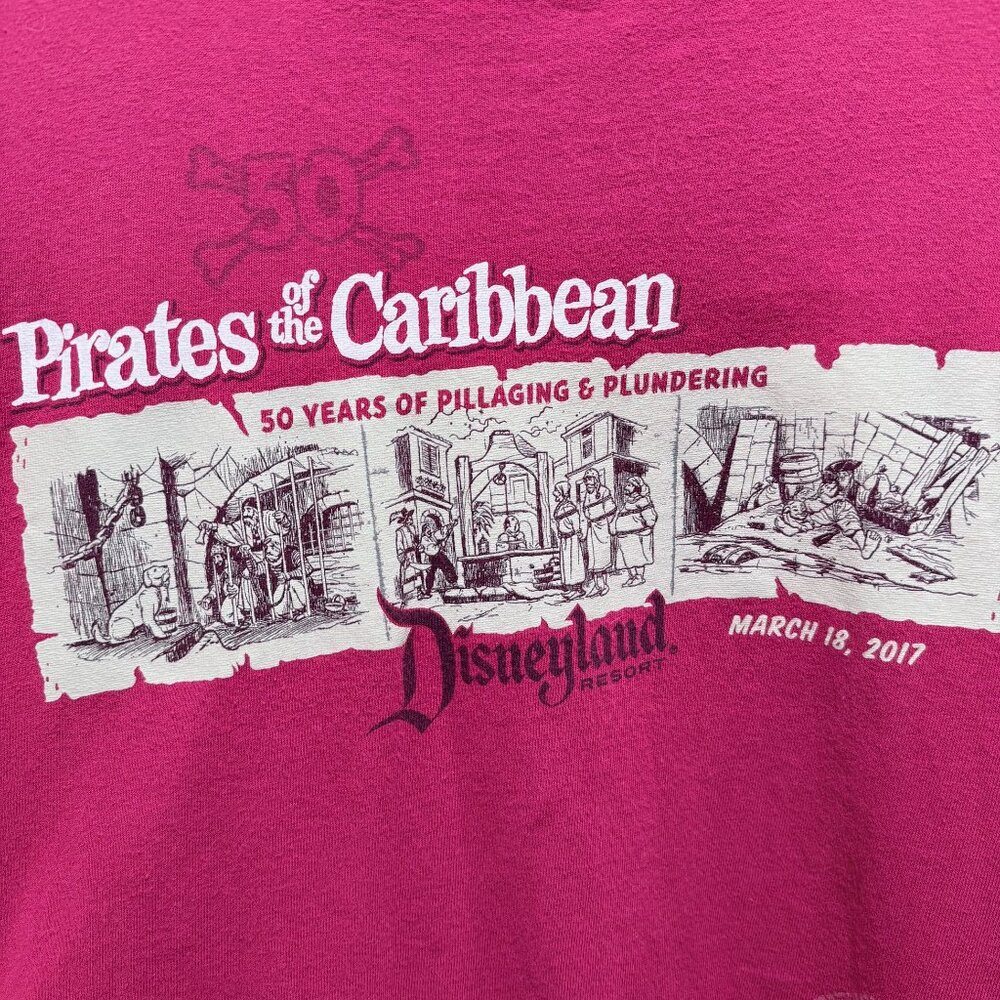 50
Pirates of the Caribbean
50 YEARS OF PILLAGING & PLUNDERING
Disneyland®
RESORT
MARCH 18, 2017